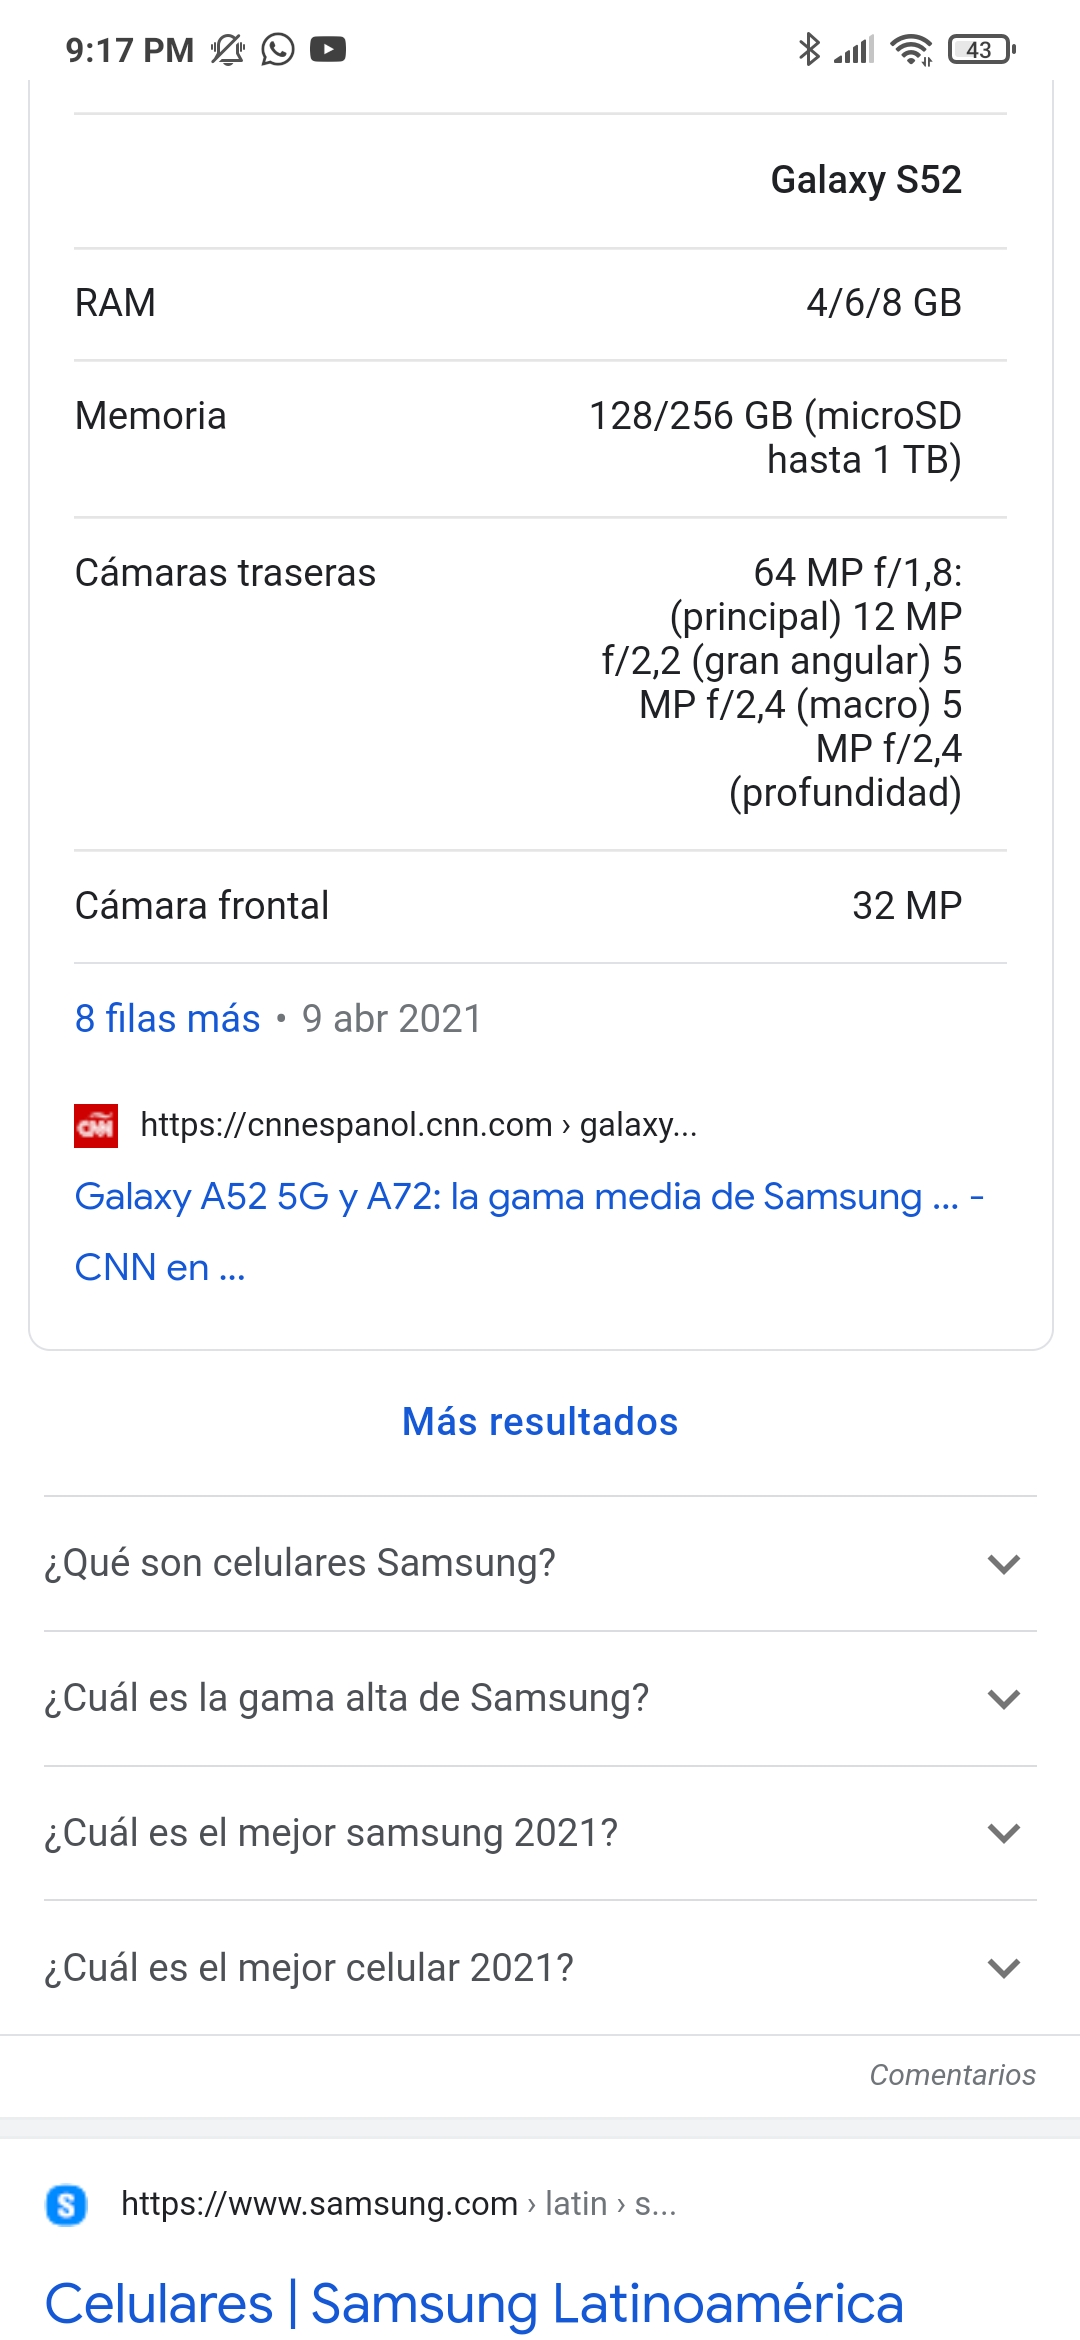 9:17 PM 43
Galaxy S52
RAM 4/6/8 GB
Memoria 128/256 GB (microSD
hasta 1 TB)
Cámaras traseras 64 MP f/1,8:
(principal) 12 MP
f/2,2 (gran angular) 5
MP f/2,4 (macro) 5
MP f/2,4
(profundidad)
Cámara frontal 32 MP
8 filas más • 9 abr 2021
CNN https://cnnespanol.cnn.com › galaxy...
Galaxy A52 5G y A72: la gama media de Samsung ... -
CNN en ...
Más resultados
¿Qué son celulares Samsung?
¿Cuál es la gama alta de Samsung?
¿Cuál es el mejor samsung 2021?
¿Cuál es el mejor celular 2021?
Comentarios
S https://www.samsung.com › latin › s...
Celulares | Samsung Latinoamérica